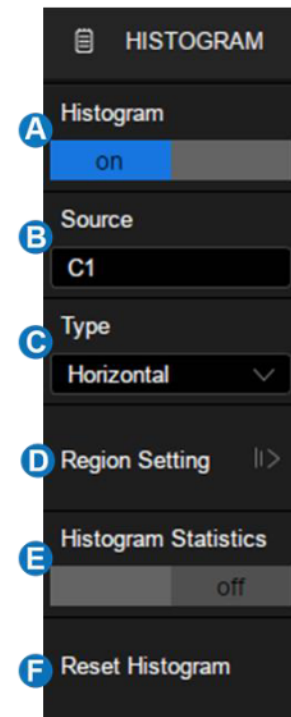 HISTOGRAM
A
Histogram
on
B
Source
C1
C
Type
Horizontal
D
Region Setting
E
Histogram Statistics
off
F
Reset Histogram